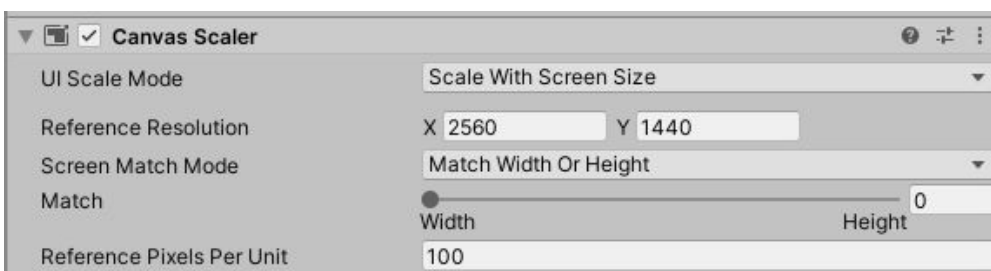 Canvas Scaler
UI Scale Mode Scale With Screen Size
Reference Resolution X 2560 Y 1440
Screen Match Mode Match Width Or Height
Match 0
Width Height
Reference Pixels Per Unit 100